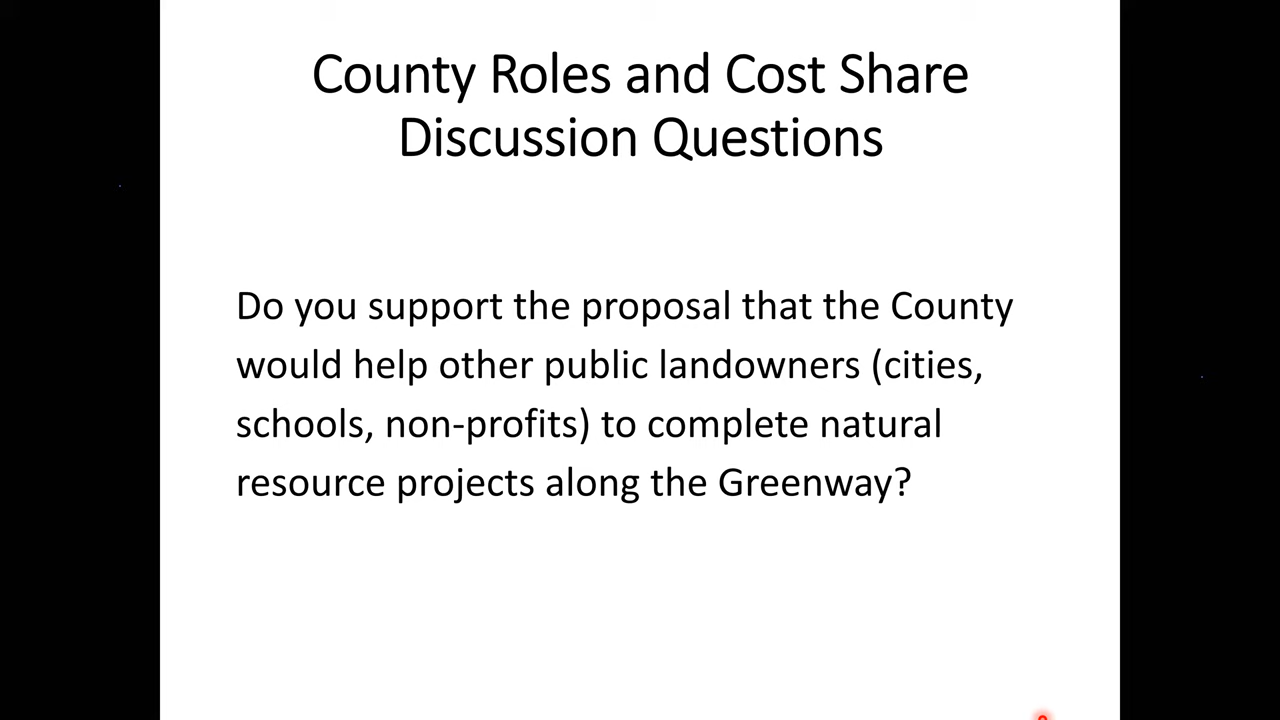 County Roles and Cost Share
Discussion Questions
Do you support the proposal that the County
would help other public landowners (cities,
schools, non-profits) to complete natural
resource projects along the Greenway?